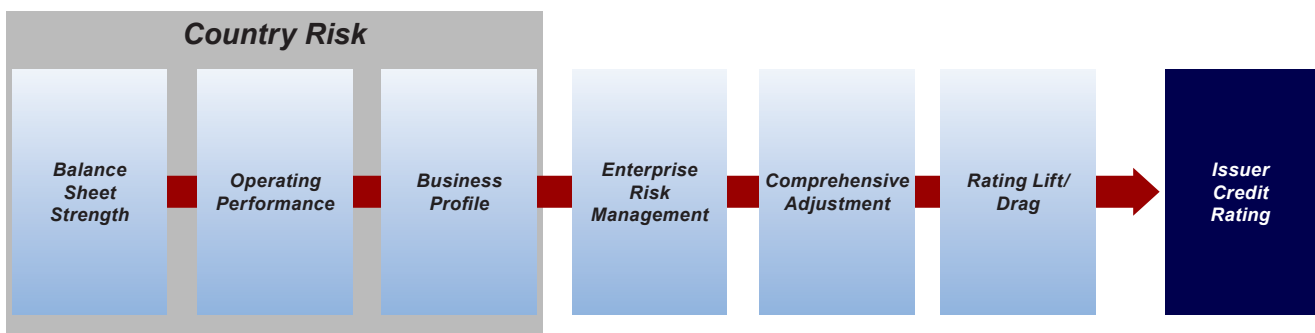 Country Risk
Balance
Sheet
Strength
Operating
Performance
Business
Profile
Enterprise
Risk
Management
Comprehensive
Adjustment
Rating Lift/
Drag
Issuer
Credit
Rating